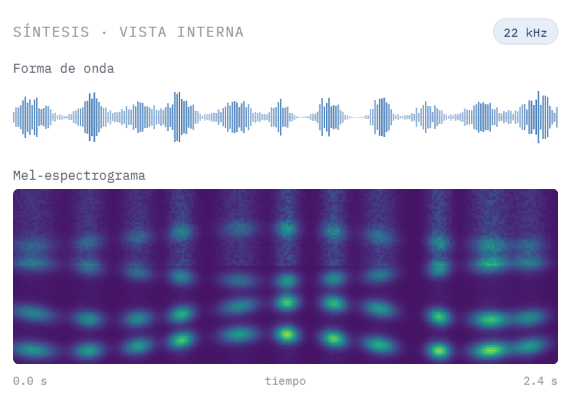 SÍNTESIS · VISTA INTERNA
22 kHz
Forma de onda
Mel-espectrograma
0.0 s
tiempo
2.4 s